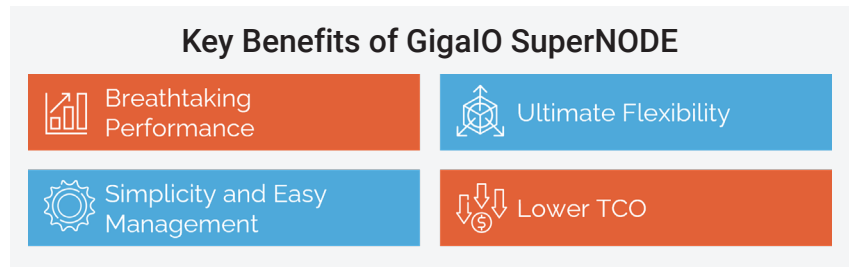 Key Benefits of GigaIO SuperNODE
Breathtaking
Performance
Ultimate Flexibility
Simplicity and Easy
Management
$
Lower TCO